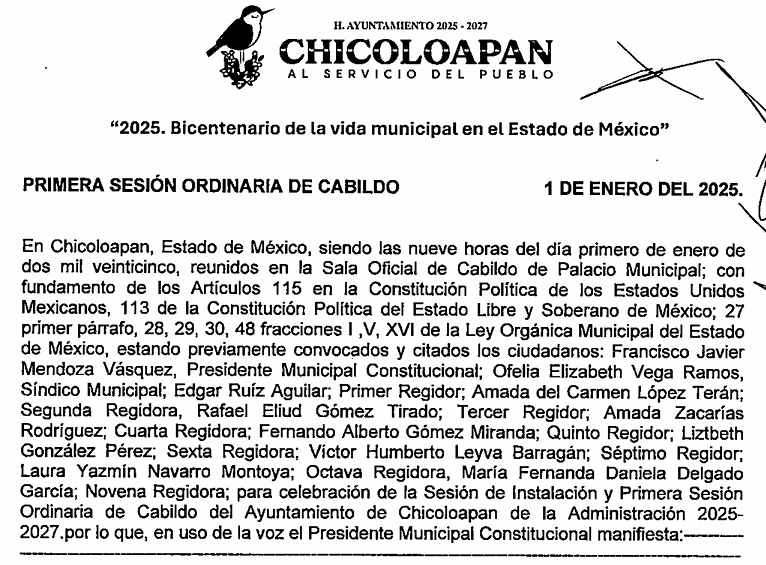 H. AYUNTAMIENTO 2025 - 2027
CHICOLOAPAN
AL SERVICIO DEL PUEBLO
“2025. Bicentenario de la vida municipal en el Estado de México”
PRIMERA SESIÓN ORDINARIA DE CABILDO 1 DE ENERO DEL 2025.
En Chicoloapan, Estado de México, siendo las nueve horas del día primero de enero de
dos mil veinticinco, reunidos en la Sala Oficial de Cabildo de Palacio Municipal; con
fundamento de los Artículos 115 en la Constitución Política de los Estados Unidos
Mexicanos, 113 de la Constitución Política del Estado Libre y Soberano de México; 27
primer párrafo, 28, 29, 30, 48 fracciones I ,V, XVI de la Ley Orgánica Municipal del Estado
de México, estando previamente convocados y citados los ciudadanos: Francisco Javier
Mendoza Vásquez, Presidente Municipal Constitucional; Ofelia Elizabeth Vega Ramos,
Síndico Municipal; Edgar Ruíz Aguilar; Primer Regidor; Amada del Carmen López Terán;
Segunda Regidora, Rafael Eliud Gómez Tirado; Tercer Regidor; Amada Zacarías
Rodríguez; Cuarta Regidora; Fernando Alberto Gómez Miranda; Quinto Regidor; Liztbeth
González Pérez; Sexta Regidora; Víctor Humberto Leyva Barragán; Séptimo Regidor;
Laura Yazmín Navarro Montoya; Octava Regidora, María Fernanda Daniela Delgado
García; Novena Regidora; para celebración de la Sesión de Instalación y Primera Sesión
Ordinaria de Cabildo del Ayuntamiento de Chicoloapan de la Administración 2025-
2027.por lo que, en uso de la voz el Presidente Municipal Constitucional manifiesta:---------